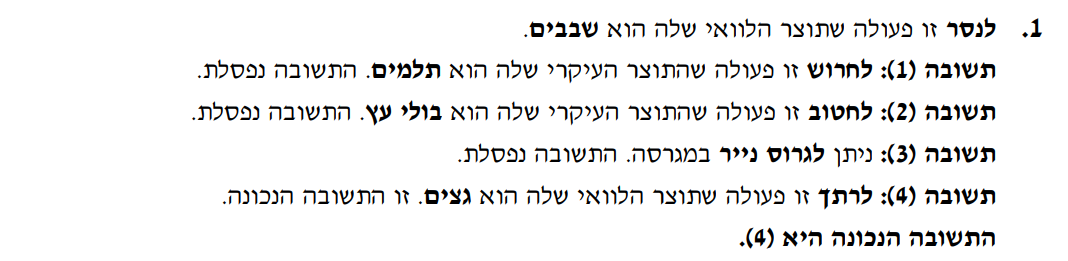 1. לנסר זו פעולה שתוצר הלוואי שלה הוא שבבים.
תשובה (1): לחרוש זו פעולה שהתוצר העיקרי שלה הוא תלמים. התשובה נפסלת.
תשובה (2): לחטוב זו פעולה שהתוצר העיקרי שלה הוא בולי עץ. התשובה נפסלת.
תשובה (3): ניתן לגרוס נייר במגרסה. התשובה נפסלת.
תשובה (4): לרתך זו פעולה שתוצר הלוואי שלה הוא גצים. זו התשובה הנכונה.
התשובה הנכונה היא (4).